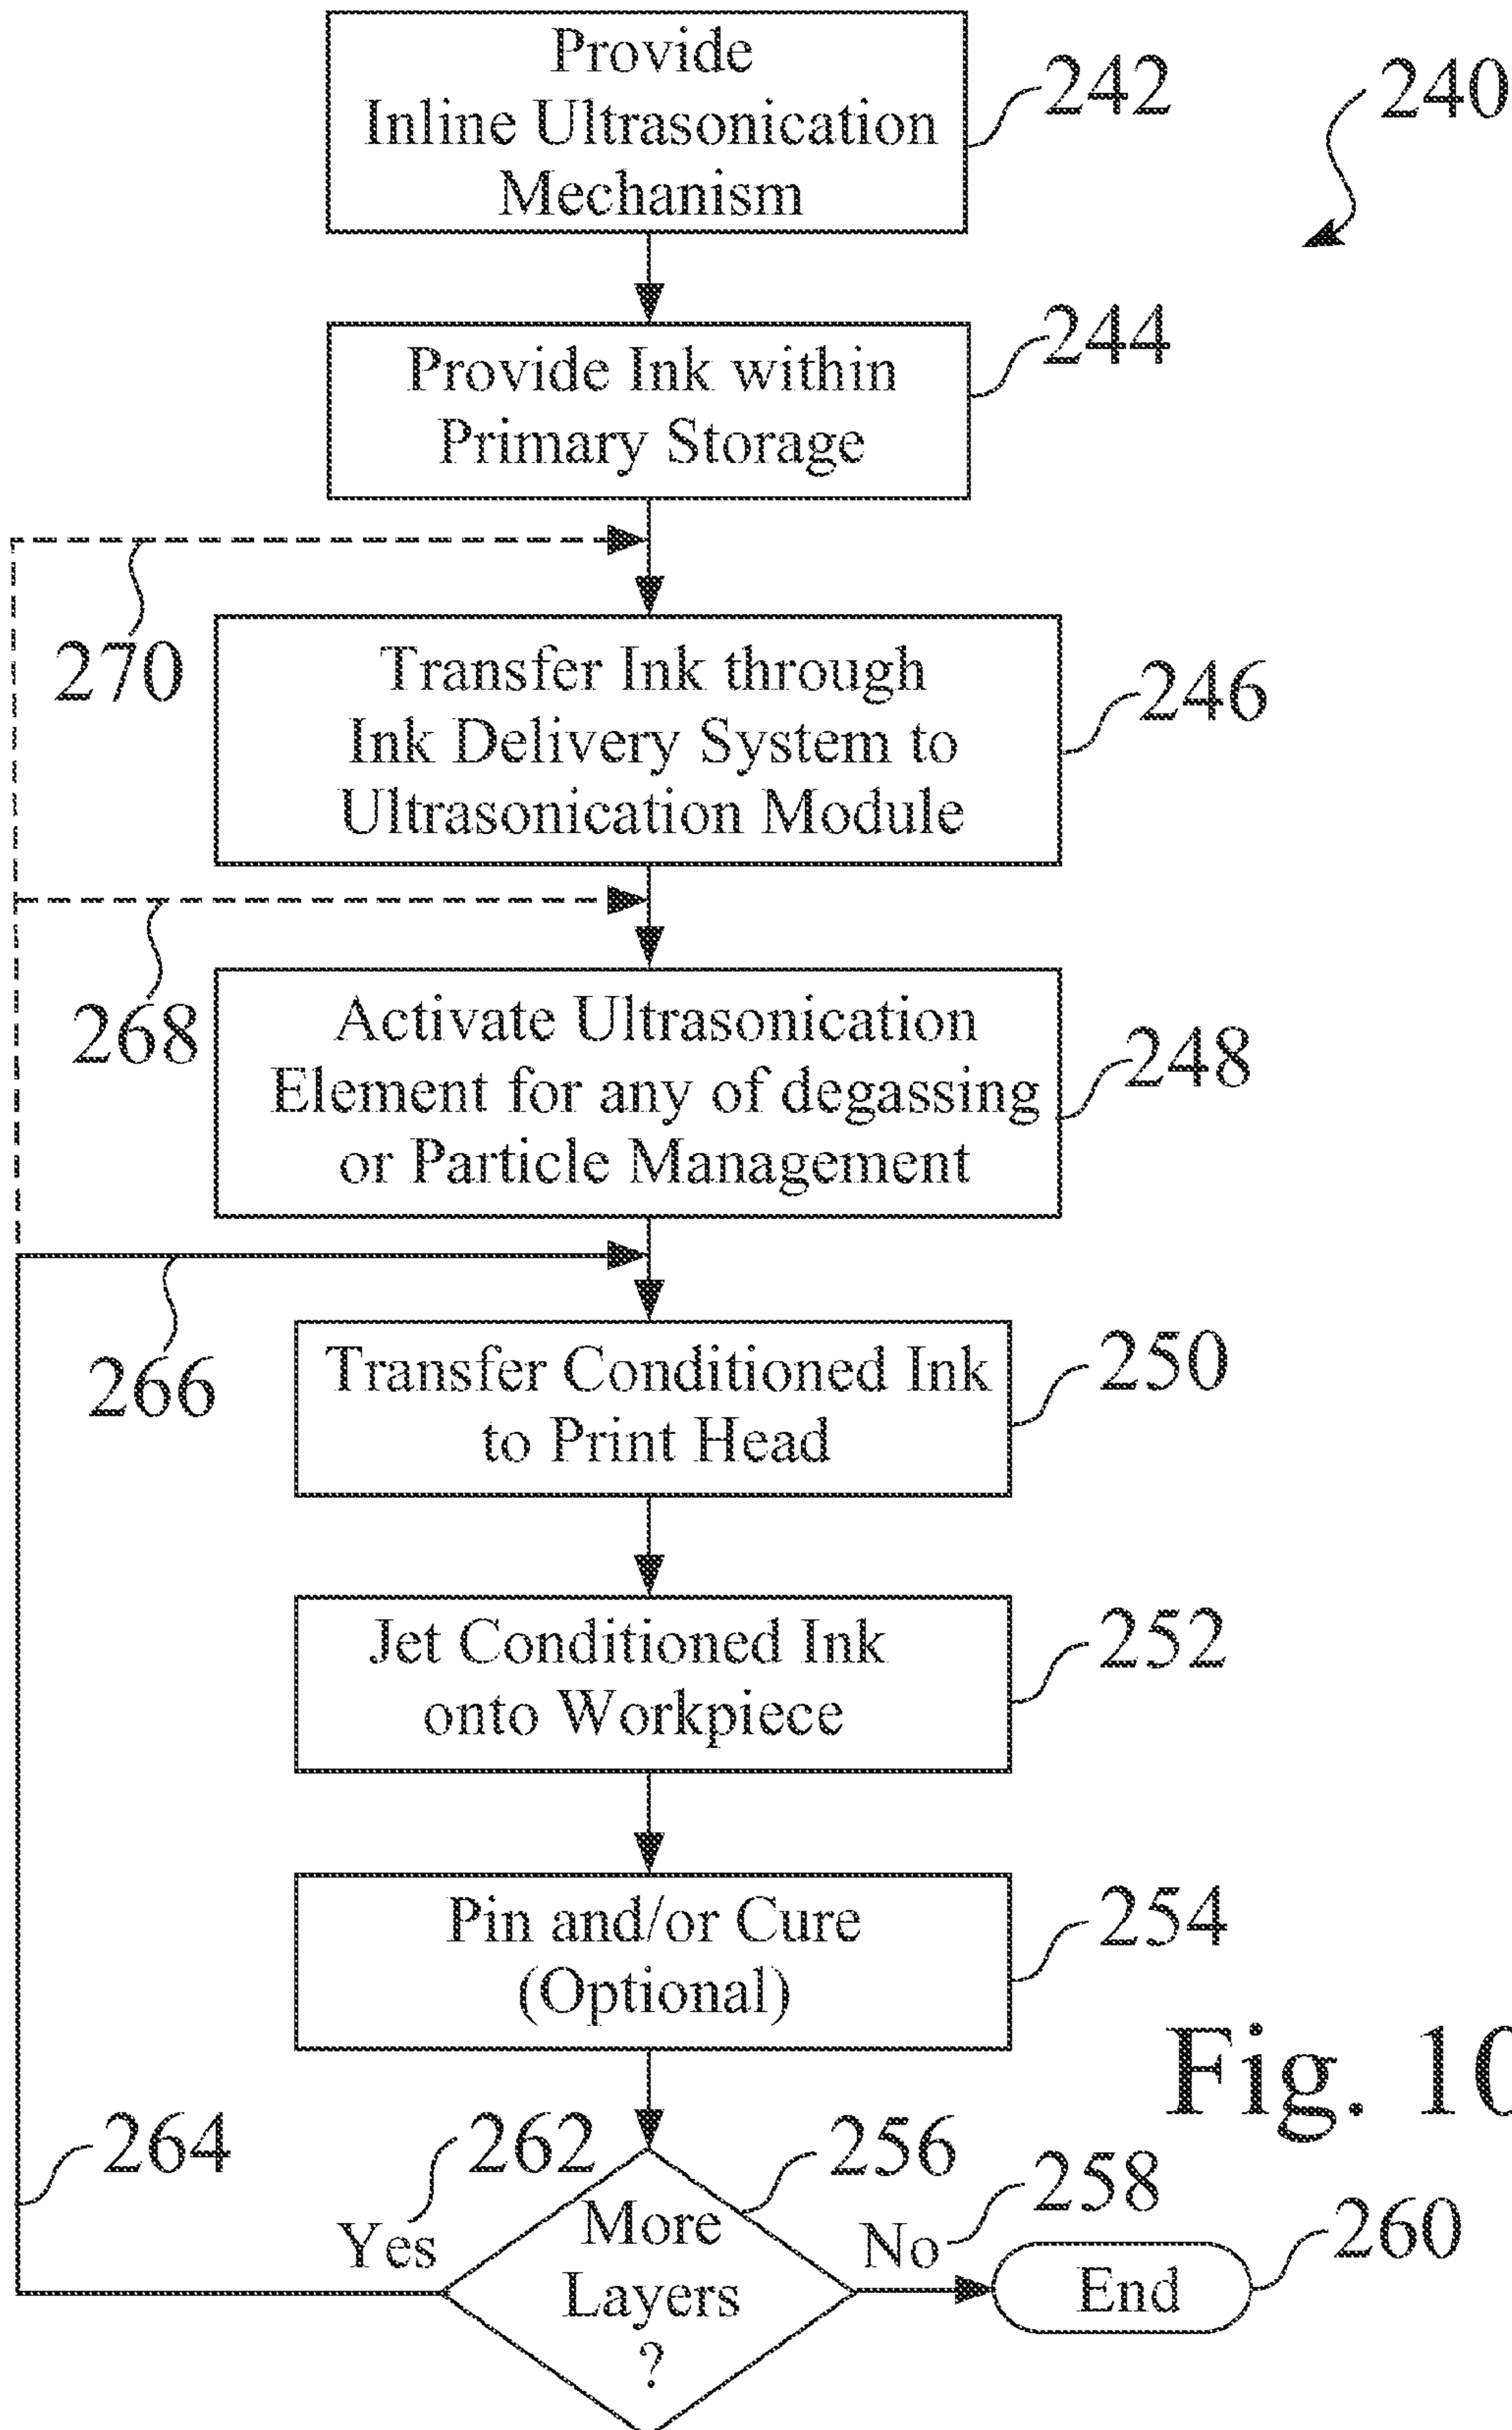 Provide
Inline Ultrasonication
Mechanism
242
240
Provide Ink within
Primary Storage
244
270
Transfer Ink through
Ink Delivery System to
Ultrasonication Module
246
268
Activate Ultrasonication
Element for any of degassing
or Particle Management
248
266
Transfer Conditioned Ink
to Print Head
250
Jet Conditioned Ink
onto Workpiece
252
Pin and/or Cure
(Optional)
254
Fig. 10
264
262
256
258
260
Yes
More
Layers
?
No
End